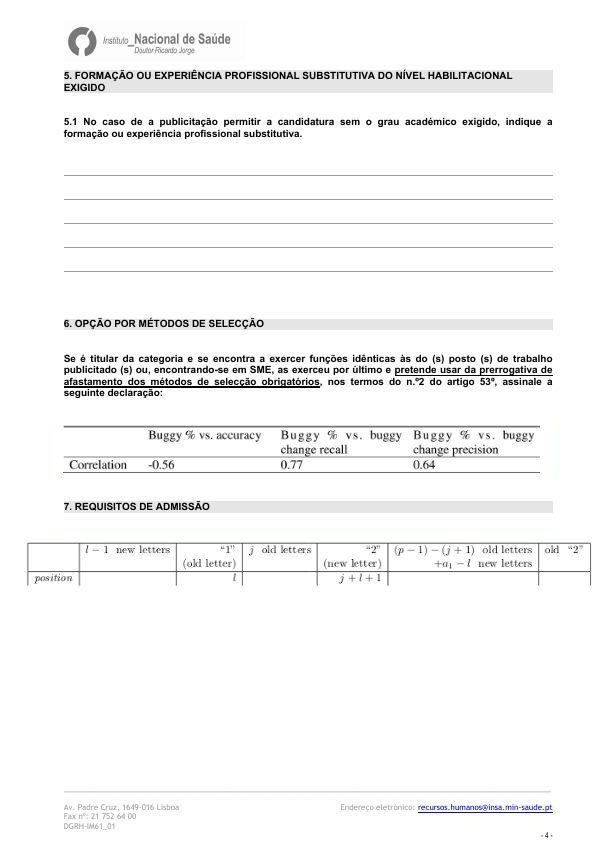 Instituto_Nacional de Saúde
Doutor Ricardo Jorge
5. FORMAÇÃO OU EXPERIÊNCIA PROFISSIONAL SUBSTITUTIVA DO NÍVEL HABILITACIONAL
EXIGIDO
5.1 No caso de a publicitação permitir a candidatura sem o grau académico exigido, indique a
formação ou experiência profissional substitutiva.
6. OPÇÃO POR MÉTODOS DE SELECÇÃO
Se é titular da categoria e se encontra a exercer funções idênticas às do (s) posto (s) de trabalho
publicitado (s) ou, encontrando-se em SME, as exerceu por último e pretende usar da prerrogativa de
afastamento dos métodos de selecção obrigatórios, nos termos do n.º2 do artigo 53º, assinale a
seguinte declaração:
Buggy % vs. accuracy Buggy % vs. buggy Buggy % vs. buggy
change recall change precision
Correlation -0.56 0.77 0.64
7. REQUISITOS DE ADMISSÃO
l − 1 new letters "1" j old letters "2" (p − 1) − (j + 1) old letters old "2"
(old letter) (new letter) +a₁ − l new letters
position l j + l + 1
Av. Padre Cruz, 1649-016 Lisboa Endereço eletrónico: recursos.humanos@insa.min-saude.pt
Fax nº: 21 752 64 00
DGRH-IM61_01
- 4 -